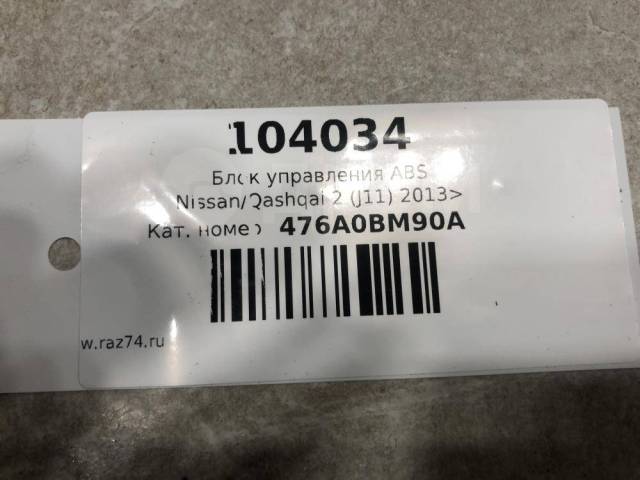 104034
Блок управления ABS
Nissan/Qashqai 2 (J11) 2013>
Кат. номер 476A0BM90A
w.raz74.ru